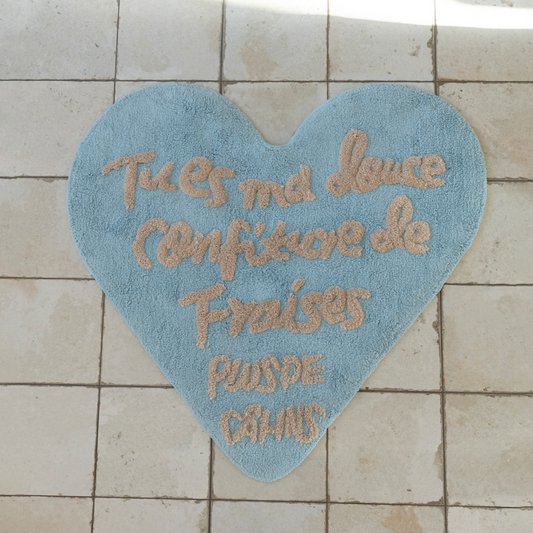 Tu es ma douce
confiture de
Fraises
PLUS DE
CÂLINS